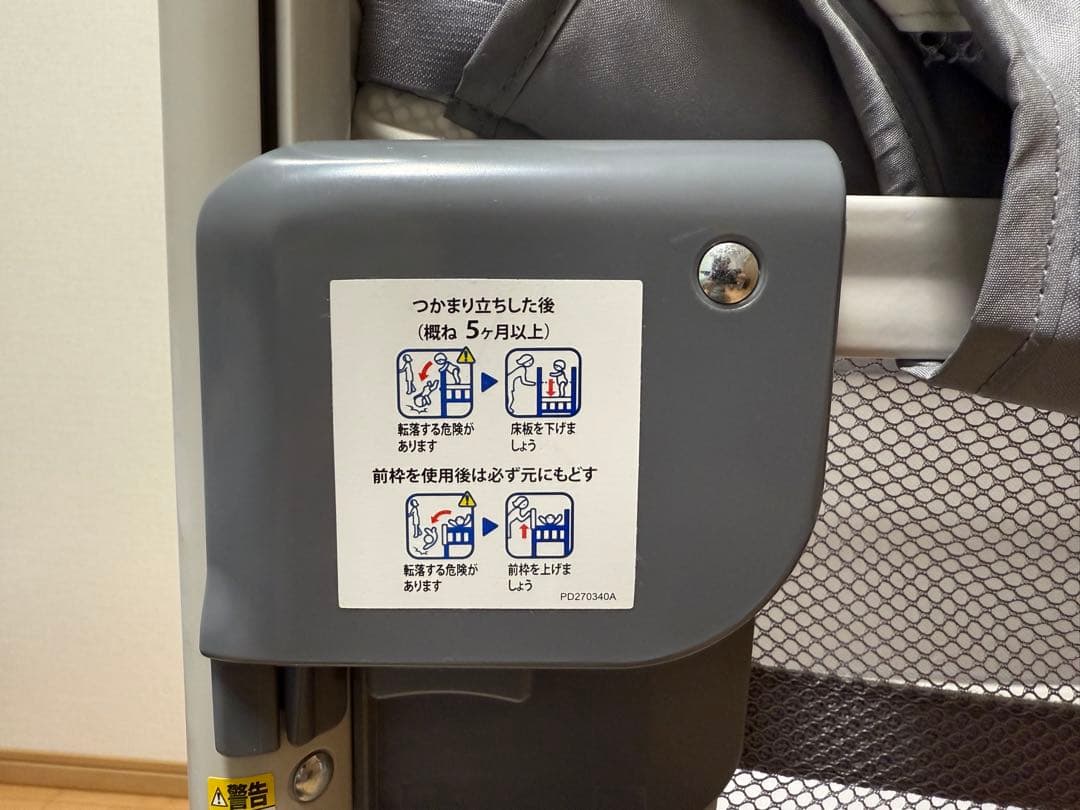 つかまり立ちした後
(概ね 5ヶ月以上)
転落する危険が
あります
床板を下げま
しょう
前枠を使用後は必ず元にもどす
転落する危険が
あります
前枠を上げま
しょう
PD270340A
警告